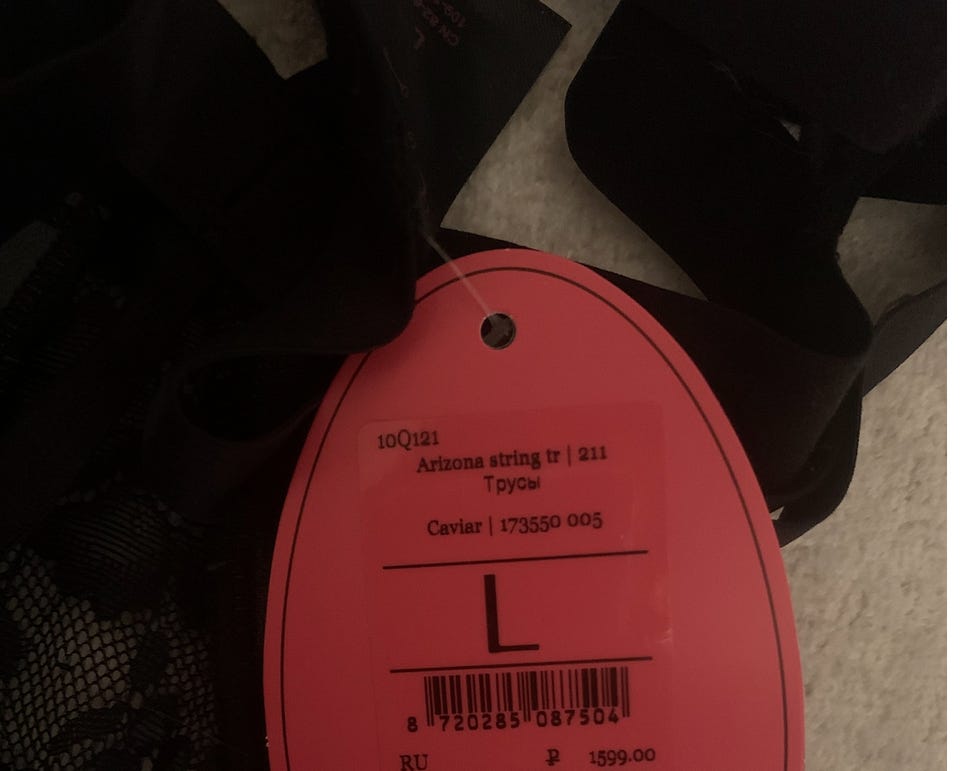 L
10Q121
Arizona string tr | 211
Трусы
Caviar | 173550 005
L
8 720285 087504
RU ₽ 1599.00